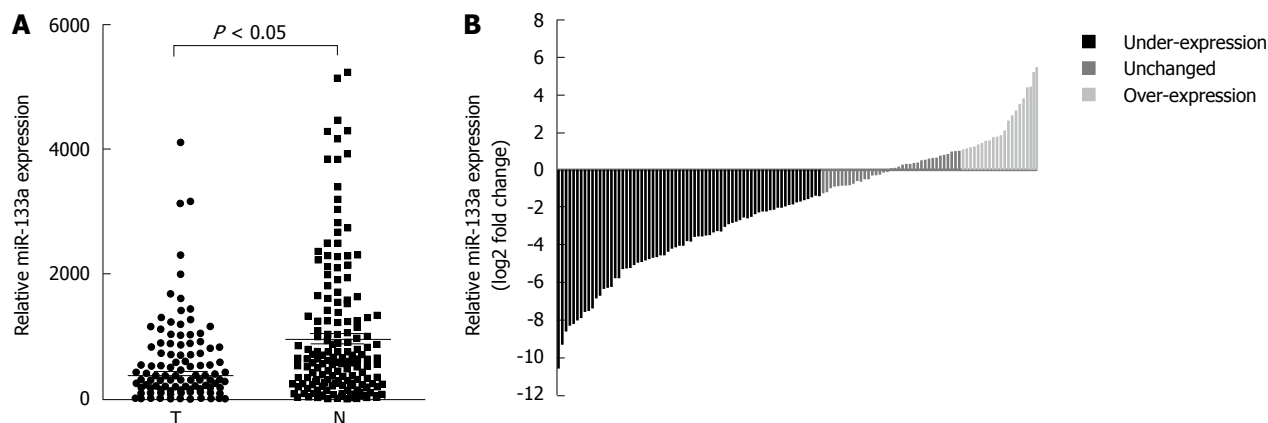 A
Relative miR-133a expression
6000
4000
2000
0
P < 0.05
T
N
B
Relative miR-133a expression
(log2 fold change)
8
6
4
2
0
-2
-4
-6
-8
-10
-12
Under-expression
Unchanged
Over-expression